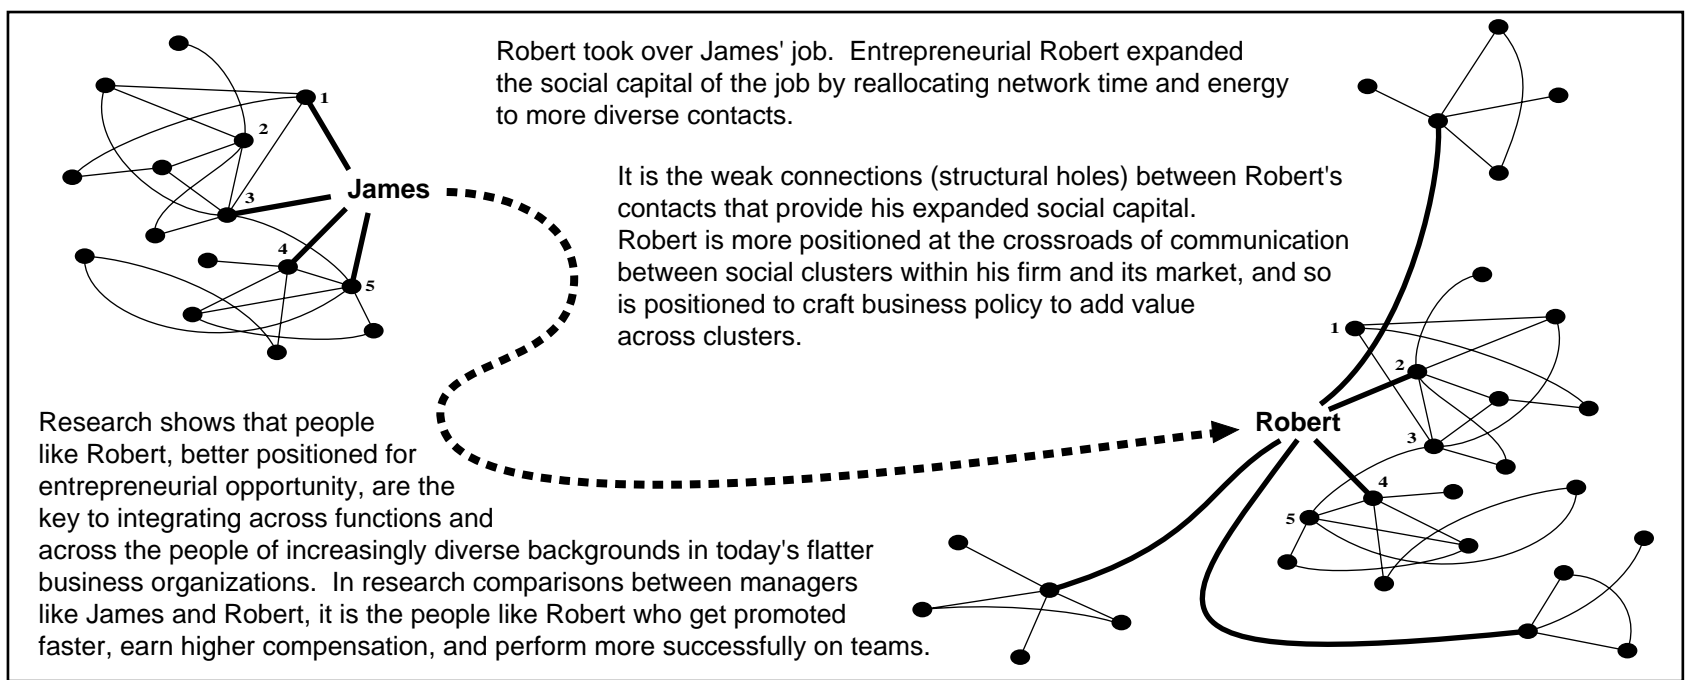 Robert took over James' job.  Entrepreneurial Robert expanded
the social capital of the job by reallocating network time and energy
to more diverse contacts.
1
2
3
James
4
5
It is the weak connections (structural holes) between Robert's
contacts that provide his expanded social capital.
Robert is more positioned at the crossroads of communication
between social clusters within his firm and its market, and so
is positioned to craft business policy to add value
across clusters.
Research shows that people
like Robert, better positioned for
entrepreneurial opportunity, are the
key to integrating across functions and
across the people of increasingly diverse backgrounds in today's flatter
business organizations.  In research comparisons between managers
like James and Robert, it is the people like Robert who get promoted
faster, earn higher compensation, and perform more successfully on teams.
1
2
Robert
3
4
5